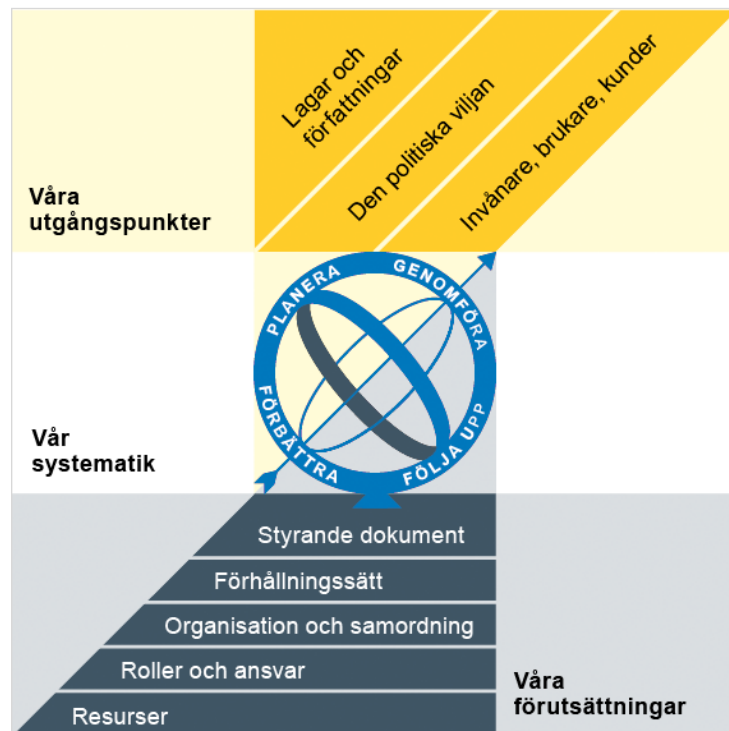 Lagar och
författningar
Den politiska viljan
Invånare, brukare, kunder
Våra
utgångspunkter
PLANERA
GENOMFÖRA
FÖLJA UPP
FÖRBÄTTRA
Vår
systematik
Styrande dokument
Förhållningssätt
Organisation och samordning
Roller och ansvar
Resurser
Våra
förutsättningar